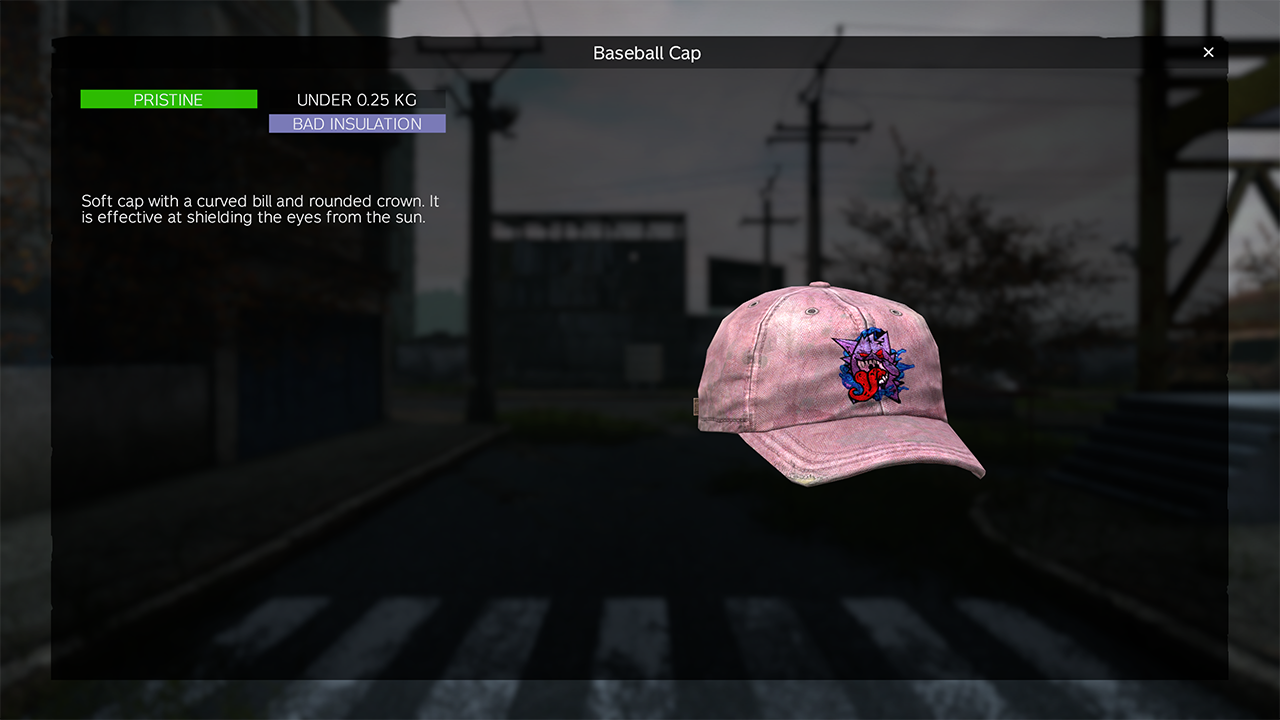 Baseball Cap
PRISTINE
UNDER 0.25 KG
BAD INSULATION
Soft cap with a curved bill and rounded crown. It
is effective at shielding the eyes from the sun.